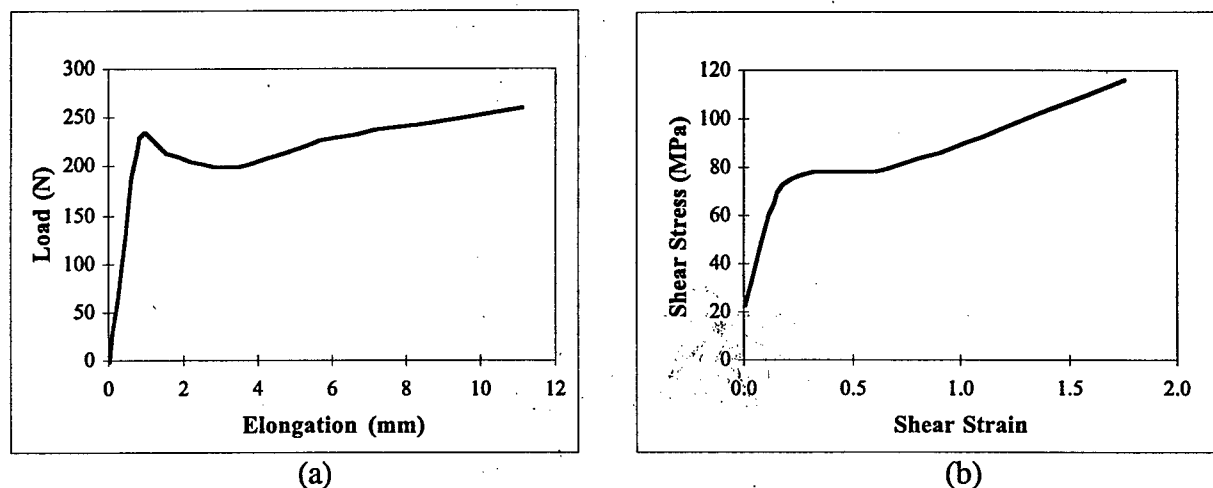 300
250
200
150
100
50
0
Load (N)
0 2 4 6 8 10 12
Elongation (mm)
(a)
120
100
80
60
40
20
0
Shear Stress (MPa)
0.0 0.5 1.0 1.5 2.0
Shear Strain
(b)